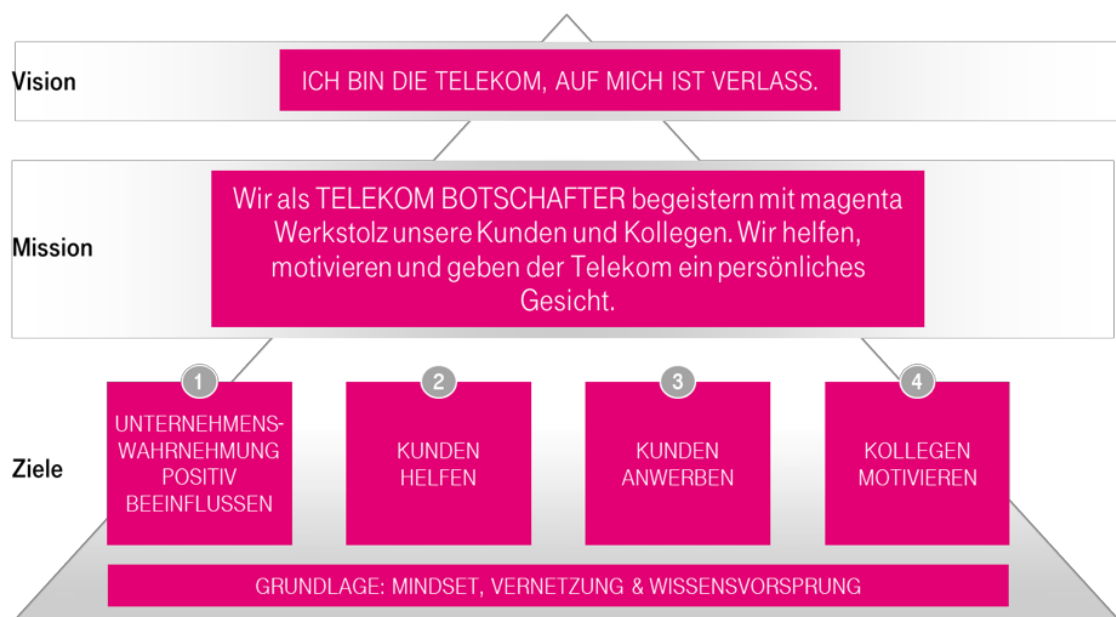 Vision
ICH BIN DIE TELEKOM, AUF MICH IST VERLASS.
Mission
Wir als TELEKOM BOTSCHAFTER begeistern mit magenta
Werkstolz unsere Kunden und Kollegen. Wir helfen,
motivieren und geben der Telekom ein persönliches
Gesicht.
Ziele
1
UNTERNEHMENS-
WAHRNEHMUNG
POSITIV
BEEINFLUSSEN
2
KUNDEN
HELFEN
3
KUNDEN
ANWERBEN
4
KOLLEGEN
MOTIVIEREN
GRUNDLAGE: MINDSET, VERNETZUNG & WISSENSVORSPRUNG